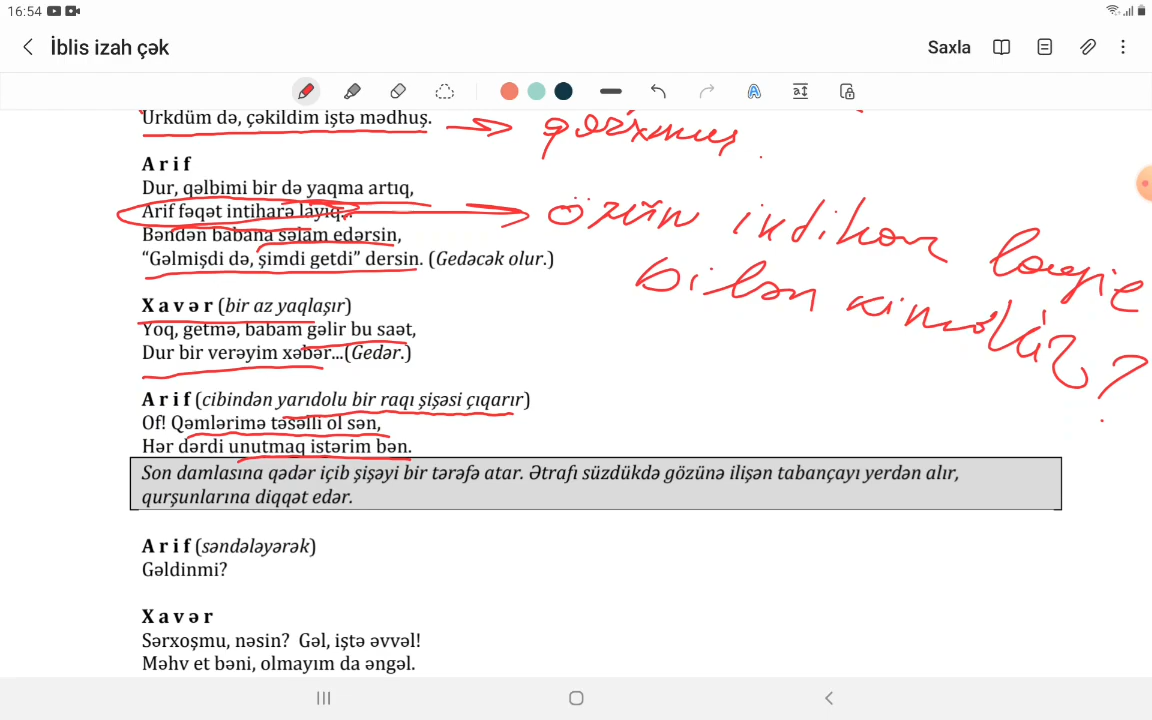 16:54
İblis izah çək
Saxla
Urkdüm də, çəkildim iştə mədhuş.
qorxmuş.
Arif
Dur, qəlbimi bir də yaqma artıq,
Arif fəqət intiharə layiq..
özün intihar layiq
Bəndən babana səlam edərsin,
“Gəlmişdi də, şimdi getdi” dersin. (Gedəcək olur.)
bilən kimdir?
Xavər (bir az yaqlaşır)
Yoq, getmə, babam gəlir bu saət,
Dur bir verəyim xəbər...(Gedər.)
Arif (cibindən yarıdolu bir raqı şişəsi çıqarır)
Of! Qəmlərimə təsəlli ol sən,
Hər dərdi unutmaq istərim bən.
Son damlasına qədər içib şişəyi bir tərəfə atar. Ətrafı süzdükdə gözünə ilişən tabançayı yerdən alır,
qurşunlarına diqqət edər.
Arif (səndələyərək)
Gəldinmi?
Xavər
Sərxoşmu, nəsin? Gəl, iştə əvvəl!
Məhv et bəni, olmayım da əngəl.